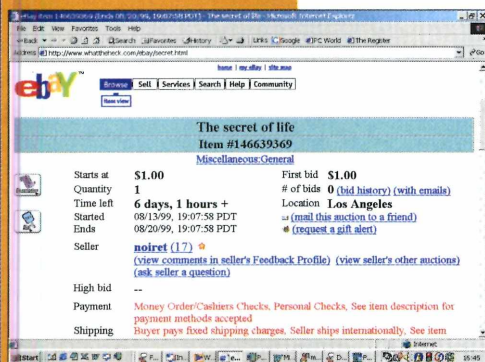 eBay item 146639369 (Ends 08/20/99, 19:07:58 PDT) - The secret of life - Microsoft Internet Explorer
File Edit View Favorites Tools Help
Back Search Favorites History Links Google PC World The Register
Address http://www.whattheheck.com/ebay/secret.html Go
home | my eBay | site map
ebY™
Browse Sell Services Search Help Community
item view
The secret of life
Item #146639369
Miscellaneous:General
Starts at $1.00 First bid $1.00
Quantity 1 # of bids 0 (bid history) (with emails)
Time left 6 days, 1 hours + Location Los Angeles
Started 08/13/99, 19:07:58 PDT (mail this auction to a friend)
Ends 08/20/99, 19:07:58 PDT (request a gift alert)
Seller noiret (17)
(view comments in seller's Feedback Profile) (view seller's other auctions)
(ask seller a question)
High bid --
Payment Money Order/Cashiers Checks, Personal Checks, See item description for
payment methods accepted
Shipping Buyer pays fixed shipping charges, Seller ships internationally, See item
Internet
Start 15:45